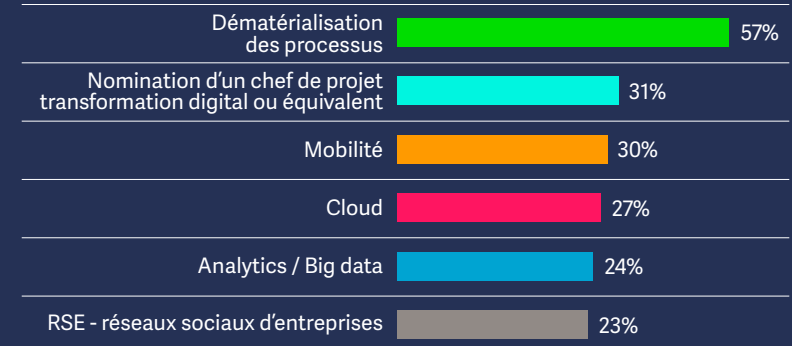 Dématérialisation
des processus
57%
Nomination d'un chef de projet
transformation digital ou équivalent
31%
Mobilité
30%
Cloud
27%
Analytics / Big data
24%
RSE - réseaux sociaux d'entreprises
23%